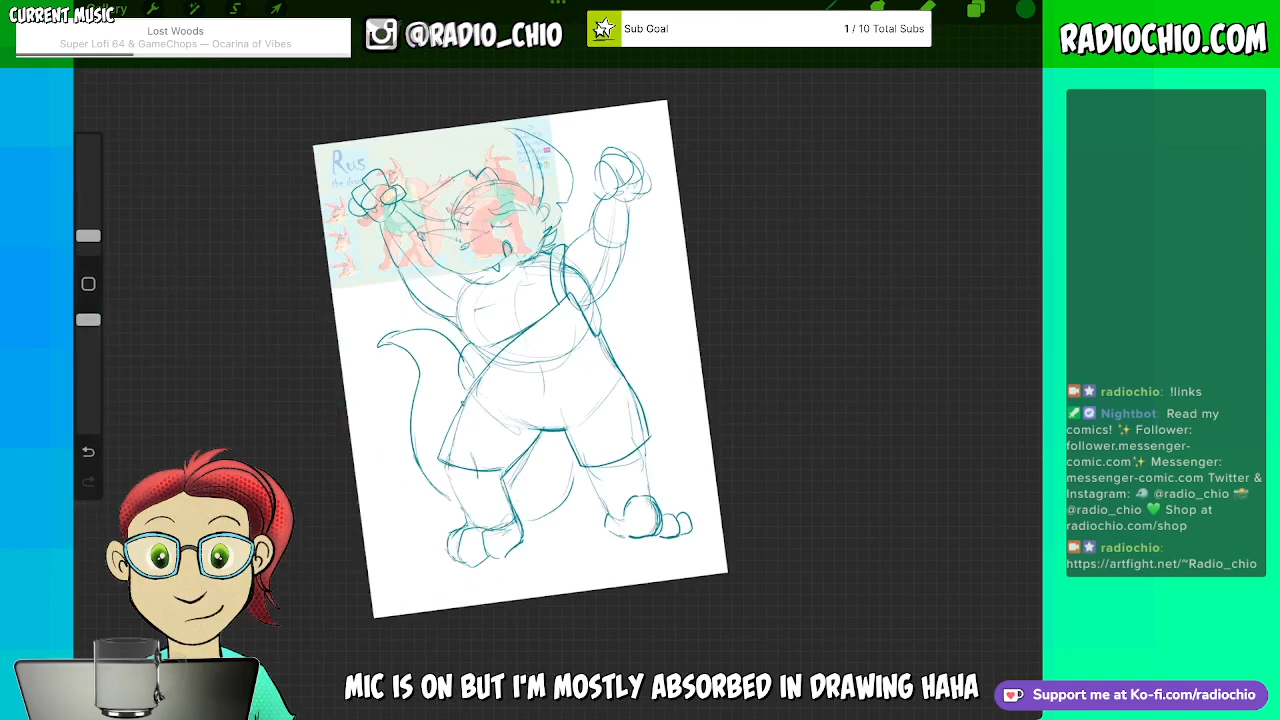 CURRENT MUSIC
Lost Woods
Super Lofi 64 & GameChops — Ocarina of Vibes
@RADIO_CHIO
Sub Goal
1 / 10 Total Subs
RADIOCHIO.COM
Rus
radiochio: !links
Nightbot: Read my
comics! ✨ Follower:
follower.messenger-
comic.com✨ Messenger:
messenger-comic.com Twitter &
Instagram: @radio_chio
@radio_chio 💚 Shop at
radiochio.com/shop
radiochio:
https://artfight.net/~Radio_chio
MIC IS ON BUT I'M MOSTLY ABSORBED IN DRAWING HAHA
Support me at Ko-fi.com/radiochio